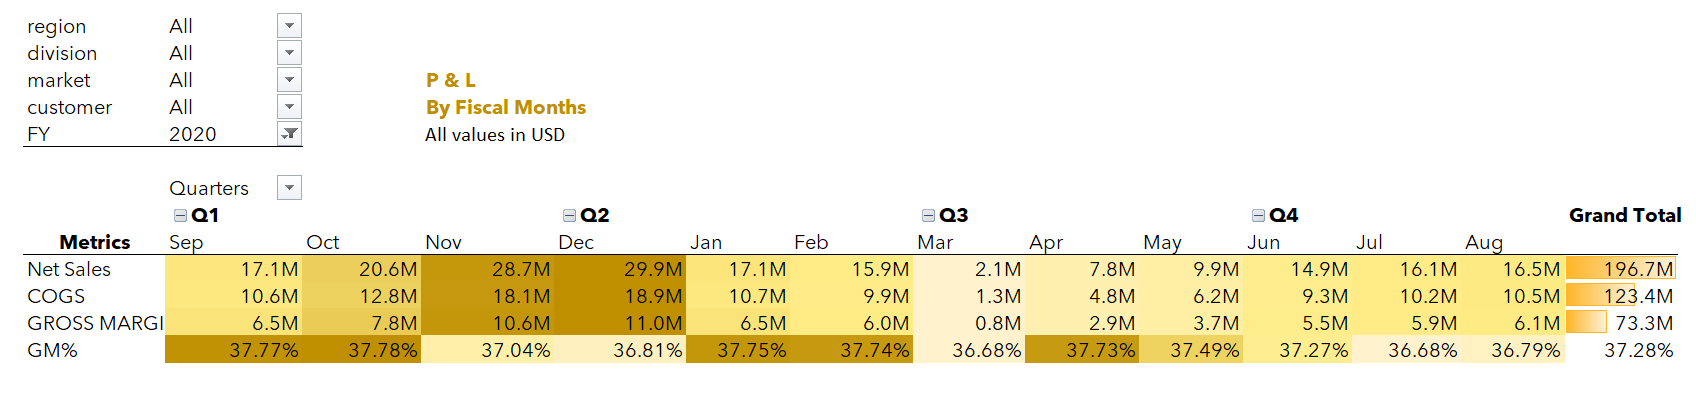 region All
division All
market All P & L
customer All By Fiscal Months
FY 2020 All values in USD
Quarters
Q1 Q2 Q3 Q4 Grand Total
Metrics Sep Oct Nov Dec Jan Feb Mar Apr May Jun Jul Aug
Net Sales 17.1M 20.6M 28.7M 29.9M 17.1M 15.9M 2.1M 7.8M 9.9M 14.9M 16.1M 16.5M 196.7M
COGS 10.6M 12.8M 18.1M 18.9M 10.7M 9.9M 1.3M 4.8M 6.2M 9.3M 10.2M 10.5M 123.4M
GROSS MARGI 6.5M 7.8M 10.6M 11.0M 6.5M 6.0M 0.8M 2.9M 3.7M 5.5M 5.9M 6.1M 73.3M
GM% 37.77% 37.78% 37.04% 36.81% 37.75% 37.74% 36.68% 37.73% 37.49% 37.27% 36.68% 36.79% 37.28%